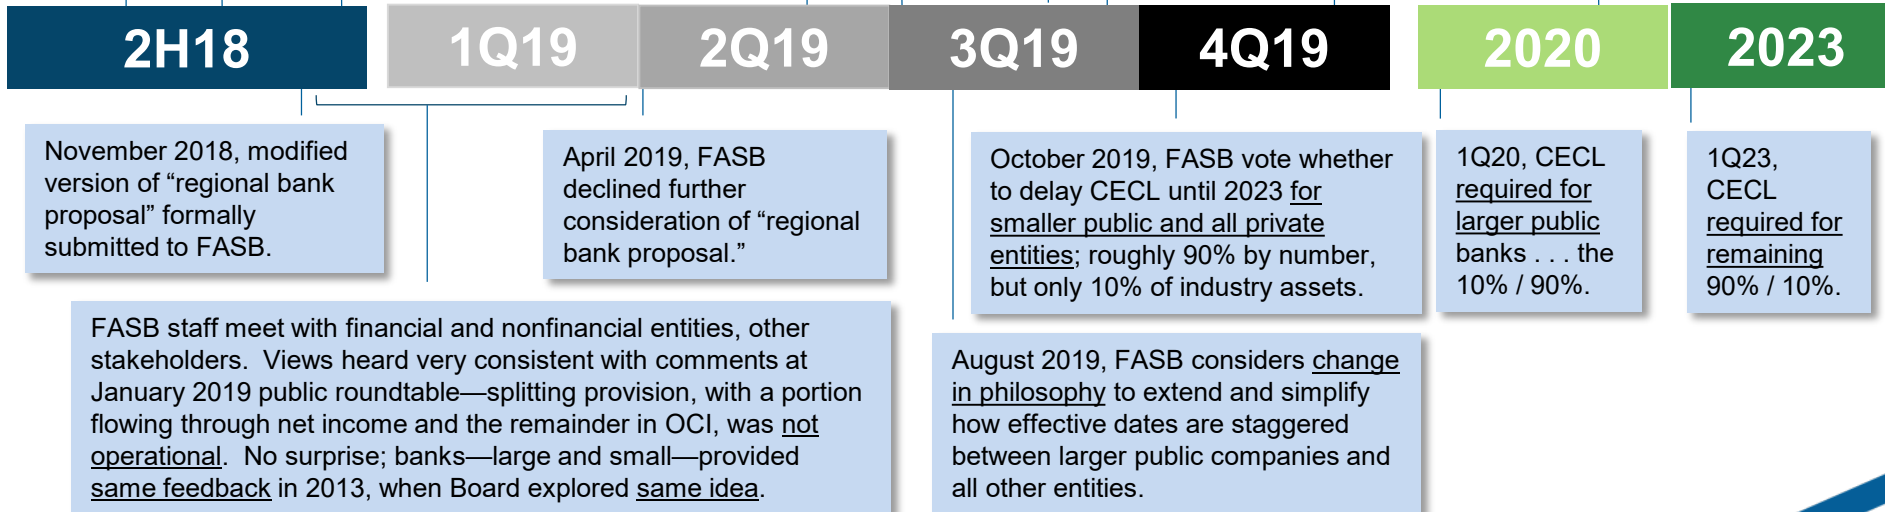 2H18
1Q19
2Q19
3Q19
4Q19
2020
2023
November 2018, modified
version of “regional bank
proposal” formally
submitted to FASB.
FASB staff meet with financial and nonfinancial entities, other
stakeholders.  Views heard very consistent with comments at
January 2019 public roundtable—splitting provision, with a portion
flowing through net income and the remainder in OCI, was not
operational.  No surprise; banks—large and small—provided
same feedback in 2013, when Board explored same idea.
April 2019, FASB
declined further
consideration of “regional
bank proposal.”
August 2019, FASB considers change
in philosophy to extend and simplify
how effective dates are staggered
between larger public companies and
all other entities.
October 2019, FASB vote whether
to delay CECL until 2023 for
smaller public and all private
entities; roughly 90% by number,
but only 10% of industry assets.
1Q20, CECL
required for
larger public
banks . . . the
10% / 90%.
1Q23,
CECL
required for
remaining
90% / 10%.